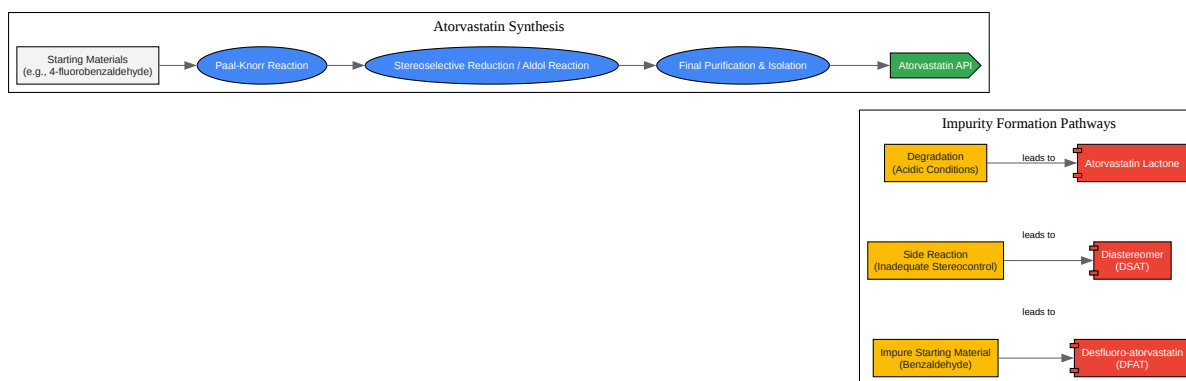 Atorvastatin Synthesis
Starting Materials
(e.g., 4-fluorobenzaldehyde)
Paal-Knorr Reaction
Stereoselective Reduction / Aldol Reaction
Final Purification & Isolation
Atorvastatin API
Impurity Formation Pathways
Degradation
(Acidic Conditions)
leads to
Atorvastatin Lactone
Side Reaction
(Inadequate Stereocontrol)
leads to
Diastereomer
(DSAT)
Impure Starting Material
(Benzaldehyde)
leads to
Desfluoro-atorvastatin
(DFAT)